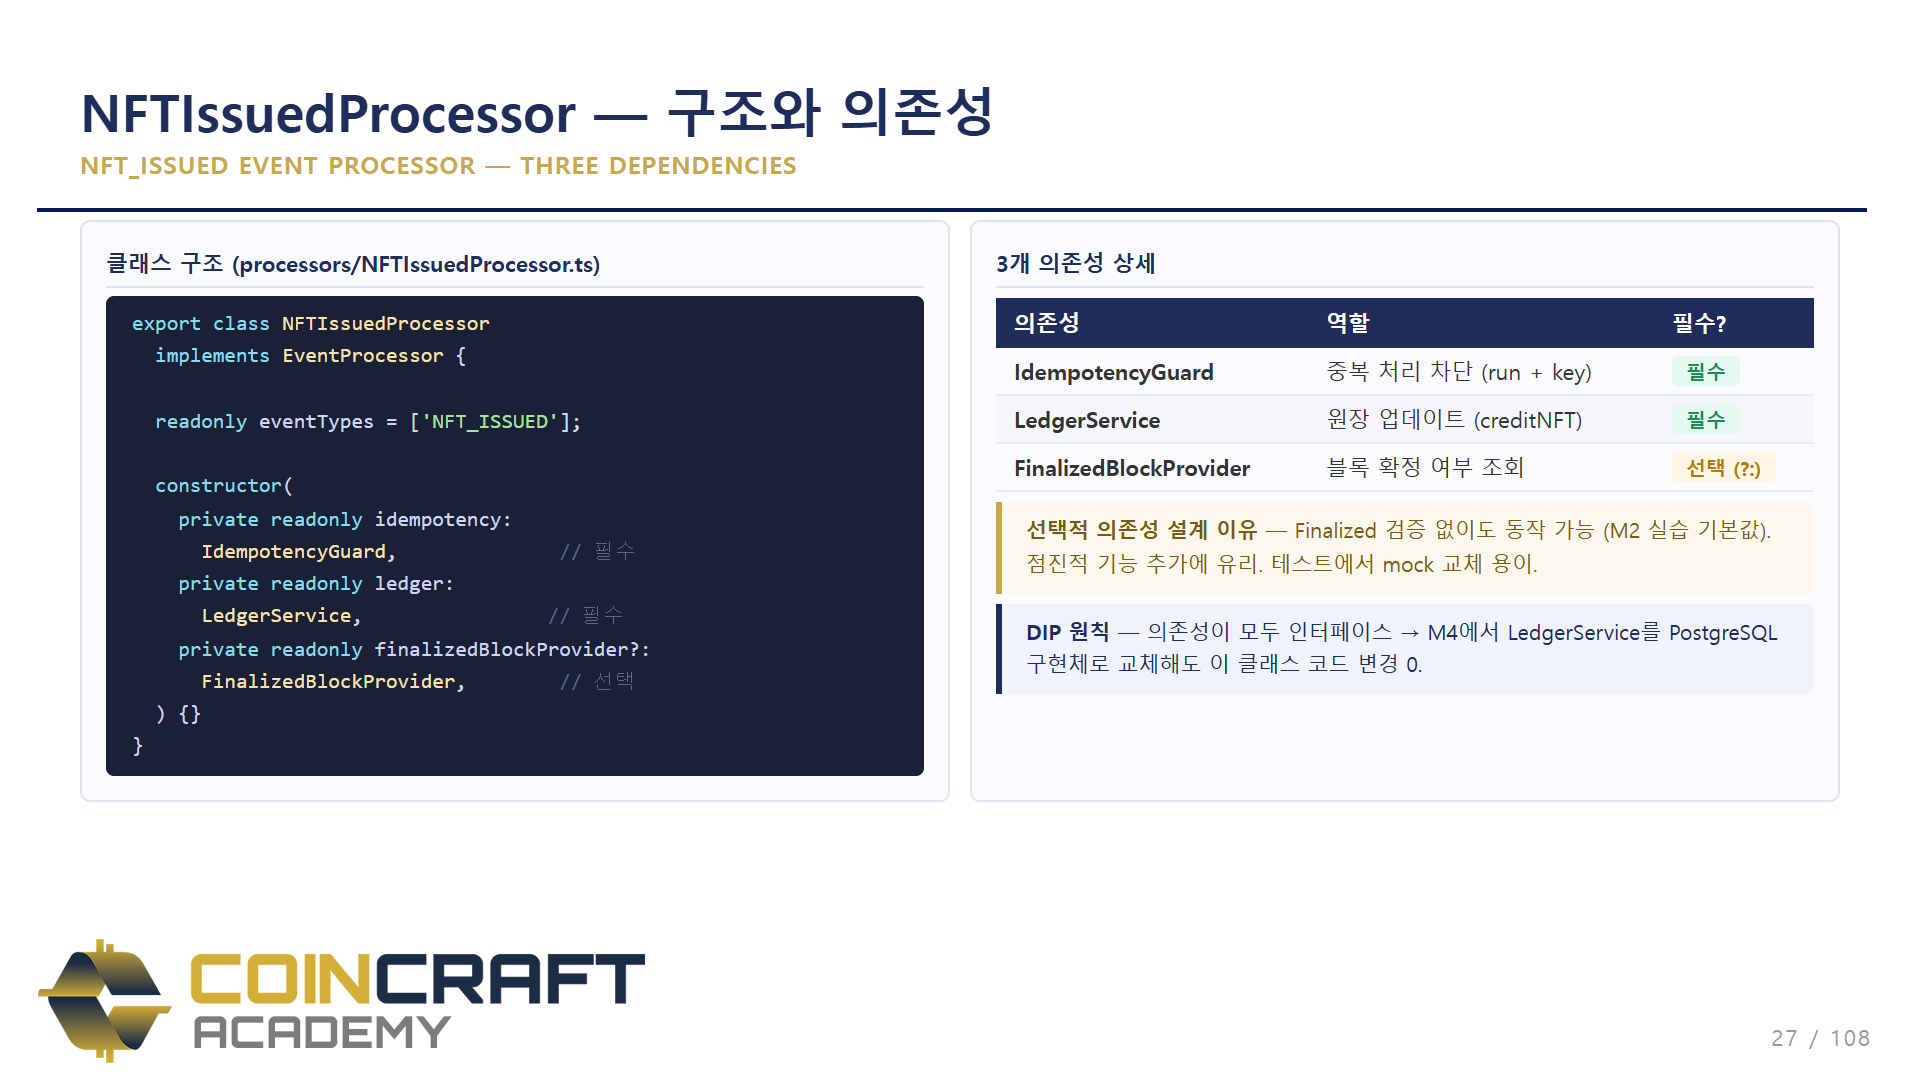 NFTIssuedProcessor — 구조와 의존성
NFT_ISSUED EVENT PROCESSOR — THREE DEPENDENCIES
클래스 구조 (processors/NFTIssuedProcessor.ts)
export class NFTIssuedProcessor
implements EventProcessor {
readonly eventTypes = ['NFT_ISSUED'];
constructor(
private readonly idempotency:
IdempotencyGuard, // 필수
private readonly ledger:
LedgerService, // 필수
private readonly finalizedBlockProvider?:
FinalizedBlockProvider, // 선택
) {}
}
3개 의존성 상세
의존성 역할 필수?
IdempotencyGuard 중복 처리 차단 (run + key) 필수
LedgerService 원장 업데이트 (creditNFT) 필수
FinalizedBlockProvider 블록 확정 여부 조회 선택 (?:)
선택적 의존성 설계 이유 — Finalized 검증 없이도 동작 가능 (M2 실습 기본값).
점진적 기능 추가에 유리. 테스트에서 mock 교체 용이.
DIP 원칙 — 의존성이 모두 인터페이스 → M4에서 LedgerService를 PostgreSQL
구현체로 교체해도 이 클래스 코드 변경 0.
COINCRAFT
ACADEMY
27 / 108